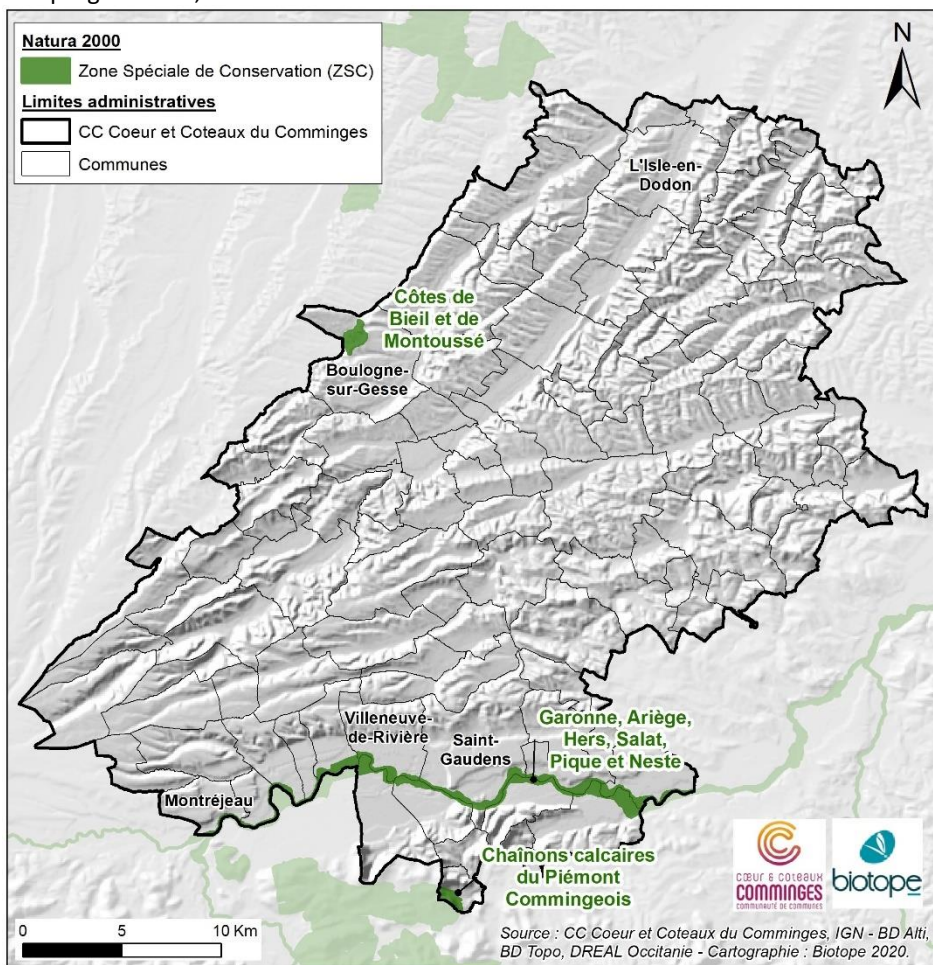 Natura 2000
Zone Spéciale de Conservation (ZSC)
Limites administratives
CC Coeur et Coteaux du Comminges
Communes
N
L'Isle-en-
Dodon
Côtes de
Bieil et de
Montoussé
Boulogne-
sur-Gesse
Villeneuve-
de-Rivière
Saint-
Gaudens
Garonne, Ariège,
Hers, Salat,
Pique et Neste
Montréjeau
Chaînons calcaires
du Piémont
Commingeois
CŒUR & COTEAUX
COMMINGES
COMMUNAUTÉ DE COMMUNES
biotope
0 5 10 Km
Source : CC Coeur et Coteaux du Comminges, IGN - BD Alti,
BD Topo, DREAL Occitanie - Cartographie : Biotope 2020.